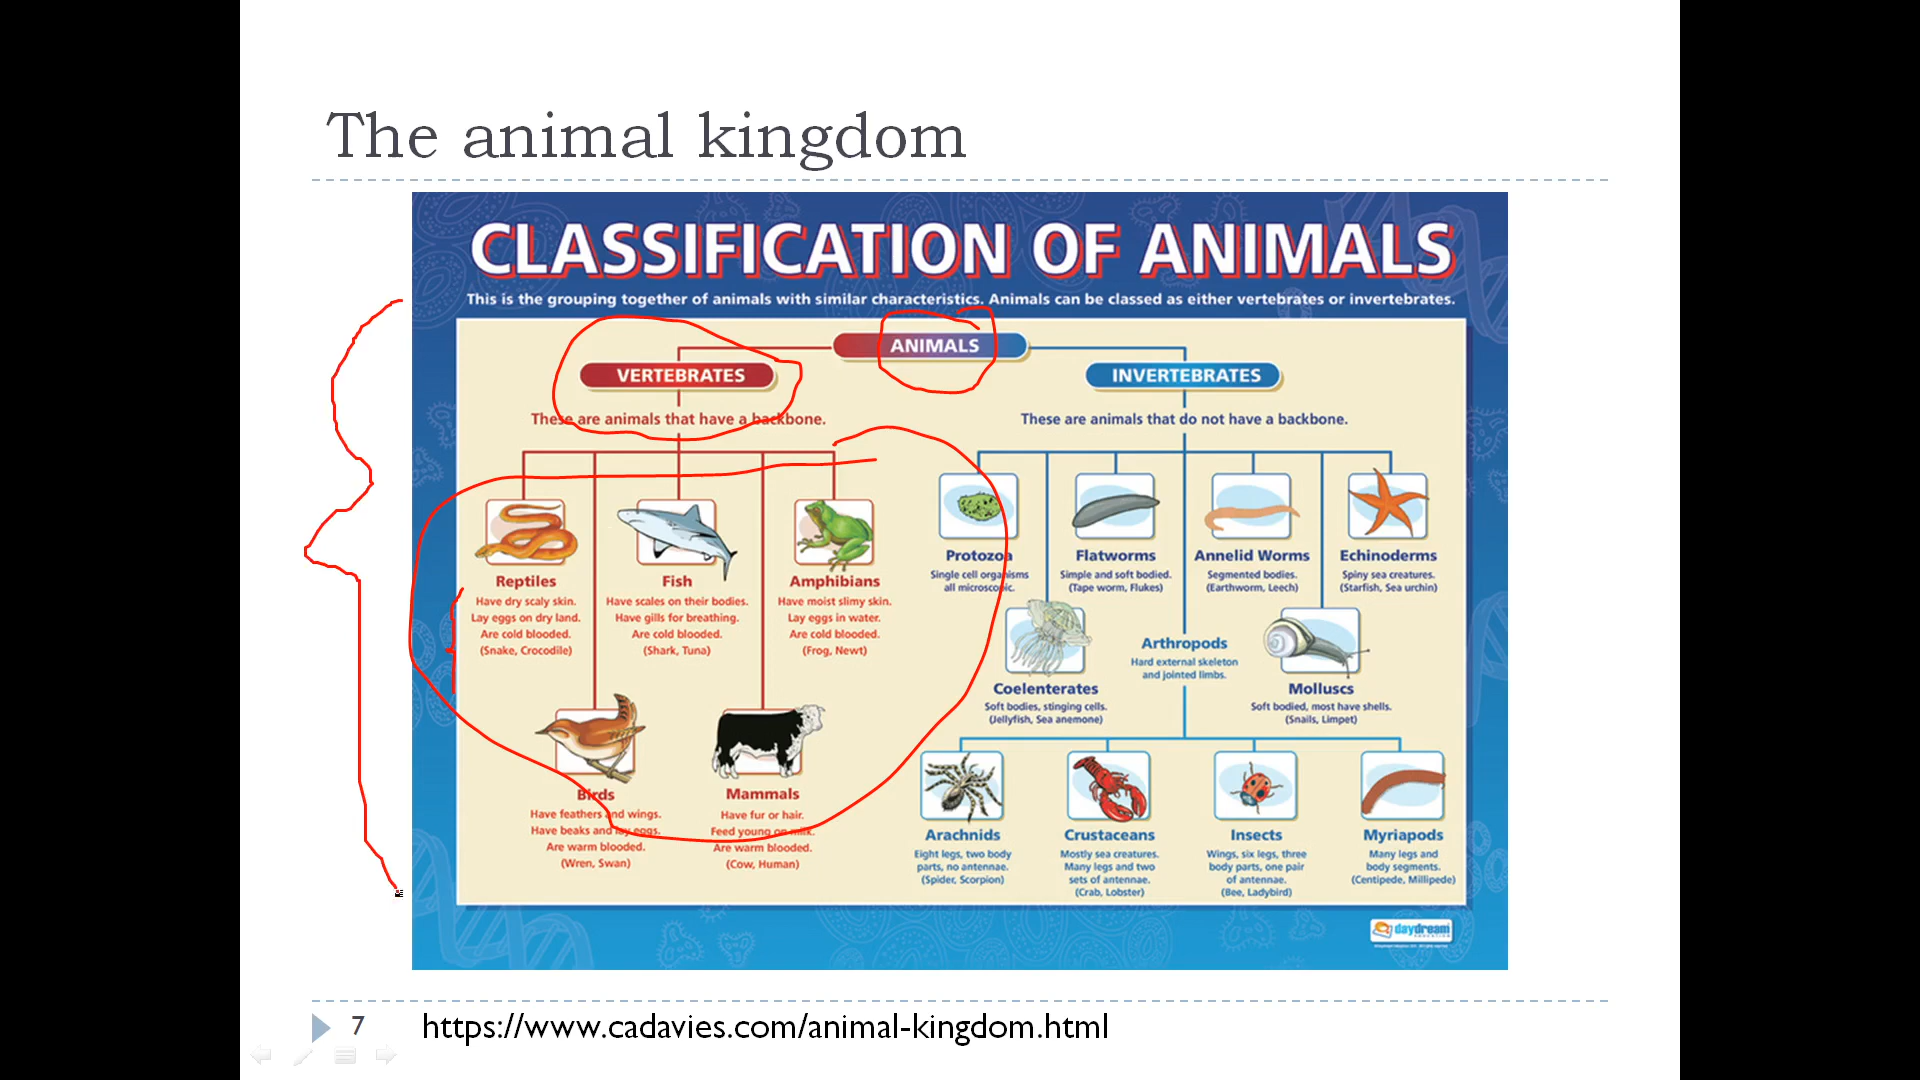 The animal kingdom
CLASSIFICATION OF ANIMALS
This is the grouping together of animals with similar characteristics. Animals can be classed as either vertebrates or invertebrates.
ANIMALS
VERTEBRATES
These are animals that have a backbone.
Reptiles
Have dry scaly skin.
Lay eggs on dry land.
Are cold blooded.
(Snake, Crocodile)
Fish
Have scales on their bodies.
Have gills for breathing.
Are cold blooded.
(Shark, Tuna)
Amphibians
Have moist slimy skin.
Lay eggs in water.
Are cold blooded.
(Frog, Newt)
Birds
Have feathers and wings.
Have beaks and lay eggs.
Are warm blooded.
(Wren, Swan)
Mammals
Have fur or hair.
Feed young on milk.
Are warm blooded.
(Cow, Human)
INVERTEBRATES
These are animals that do not have a backbone.
Protozoa
Single cell organisms
all microscopic.
Flatworms
Simple and soft bodied.
(Tape worm, Flukes)
Annelid Worms
Segmented bodies.
(Earthworm, Leech)
Echinoderms
Spiny sea creatures.
(Starfish, Sea urchin)
Coelenterates
Soft bodies, stinging cells.
(Jellyfish, Sea anemone)
Arthropods
Hard external skeleton
and jointed limbs.
Molluscs
Soft bodied, most have shells.
(Snails, Limpet)
Arachnids
Eight legs, two body
parts, no antennae.
(Spider, Scorpion)
Crustaceans
Mostly sea creatures.
Many legs and two
sets of antennae.
(Crab, Lobster)
Insects
Wings, six legs, three
body parts, one pair
of antennae.
(Bee, Ladybird)
Myriapods
Many legs and
body segments.
(Centipede, Millipede)
daydream
7
https://www.cadavies.com/animal-kingdom.html